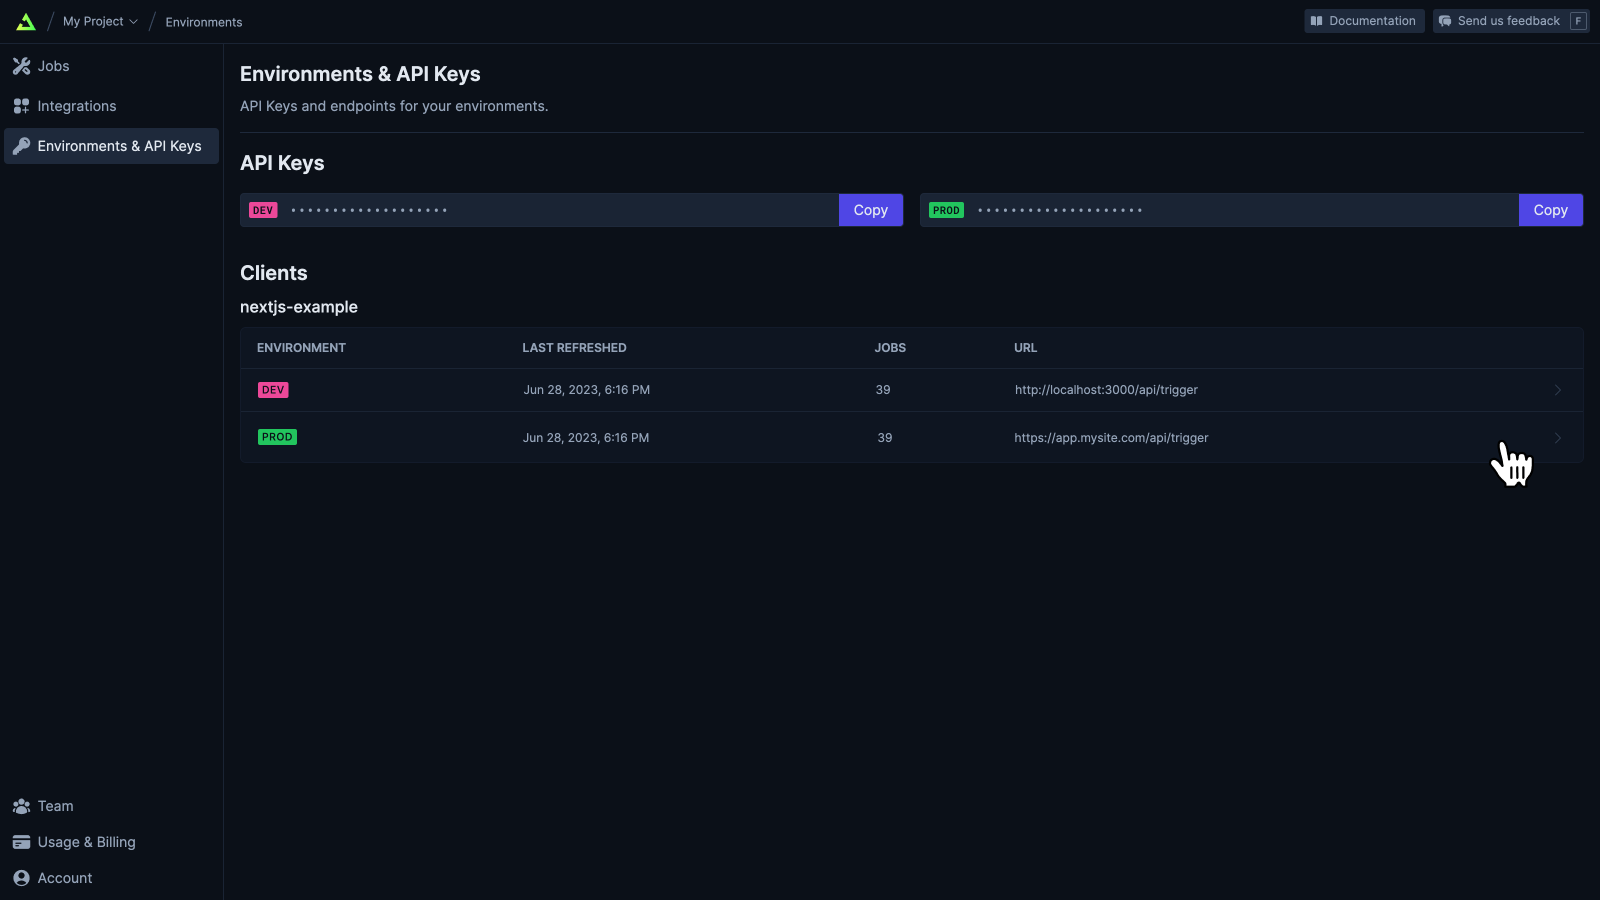 My Project
Environments
Documentation
Send us feedback F
Jobs
Integrations
Environments & API Keys
Team
Usage & Billing
Account
Environments & API Keys
API Keys and endpoints for your environments.
API Keys
DEV ••••••••••••••••••• Copy
PROD •••••••••••••••••••• Copy
Clients
nextjs-example
ENVIRONMENT LAST REFRESHED JOBS URL
DEV Jun 28, 2023, 6:16 PM 39 http://localhost:3000/api/trigger
PROD Jun 28, 2023, 6:16 PM 39 https://app.mysite.com/api/trigger